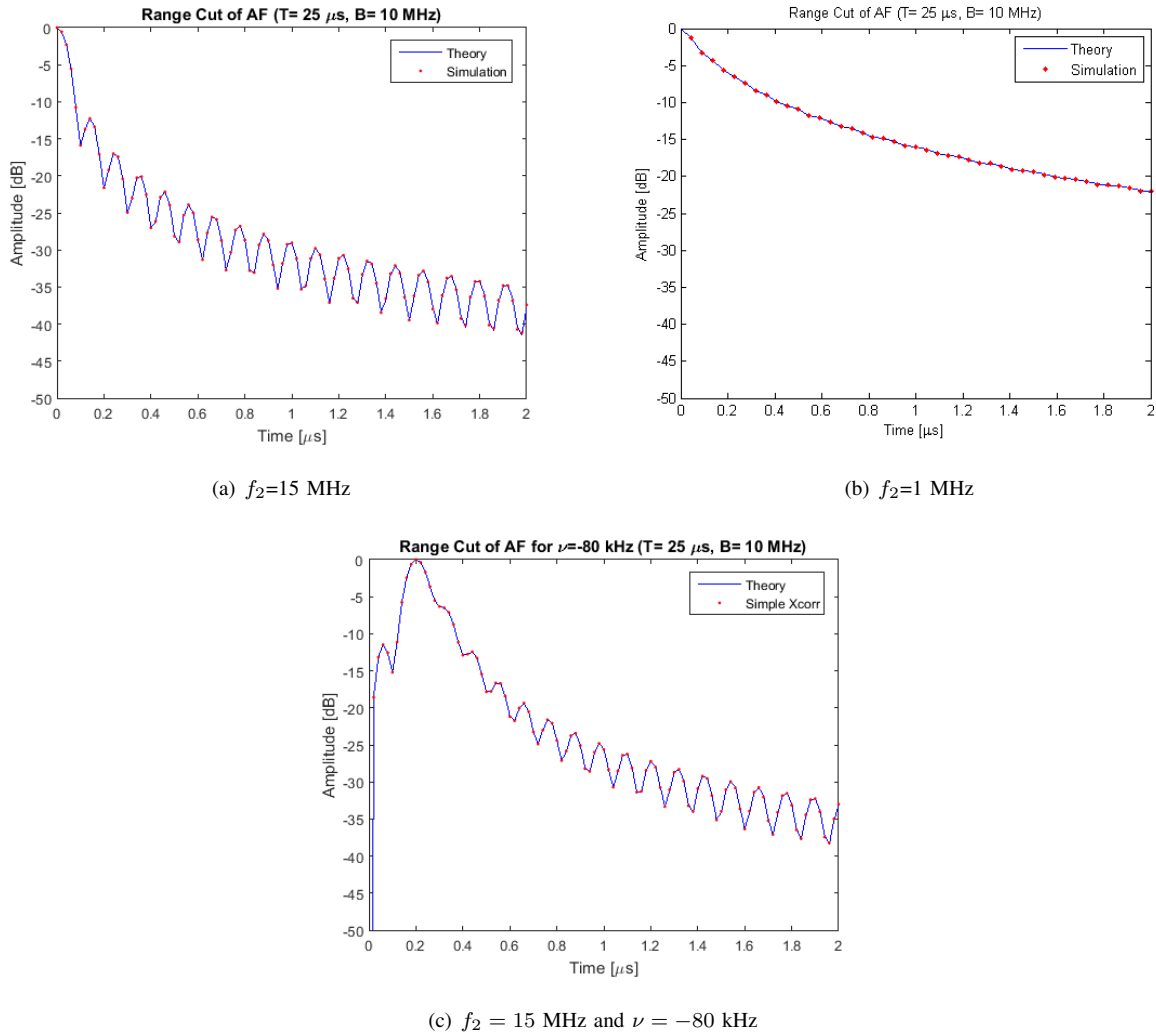 Range Cut of AF (T= 25 μs, B= 10 MHz)
Theory
Simulation
Amplitude [dB]
0
-5
-10
-15
-20
-25
-30
-35
-40
-45
-50
0 0.2 0.4 0.6 0.8 1 1.2 1.4 1.6 1.8 2
Time [μs]
(a) f₂=15 MHz
Range Cut of AF (T= 25 μs, B= 10 MHz)
Theory
Simulation
Amplitude [dB]
0
-5
-10
-15
-20
-25
-30
-35
-40
-45
-50
0 0.2 0.4 0.6 0.8 1 1.2 1.4 1.6 1.8 2
Time [μs]
(b) f₂=1 MHz
Range Cut of AF for ν=-80 kHz (T= 25 μs, B= 10 MHz)
Theory
Simple Xcorr
Amplitude [dB]
0
-5
-10
-15
-20
-25
-30
-35
-40
-45
-50
0 0.2 0.4 0.6 0.8 1 1.2 1.4 1.6 1.8 2
Time [μs]
(c) f₂ = 15 MHz and ν = −80 kHz